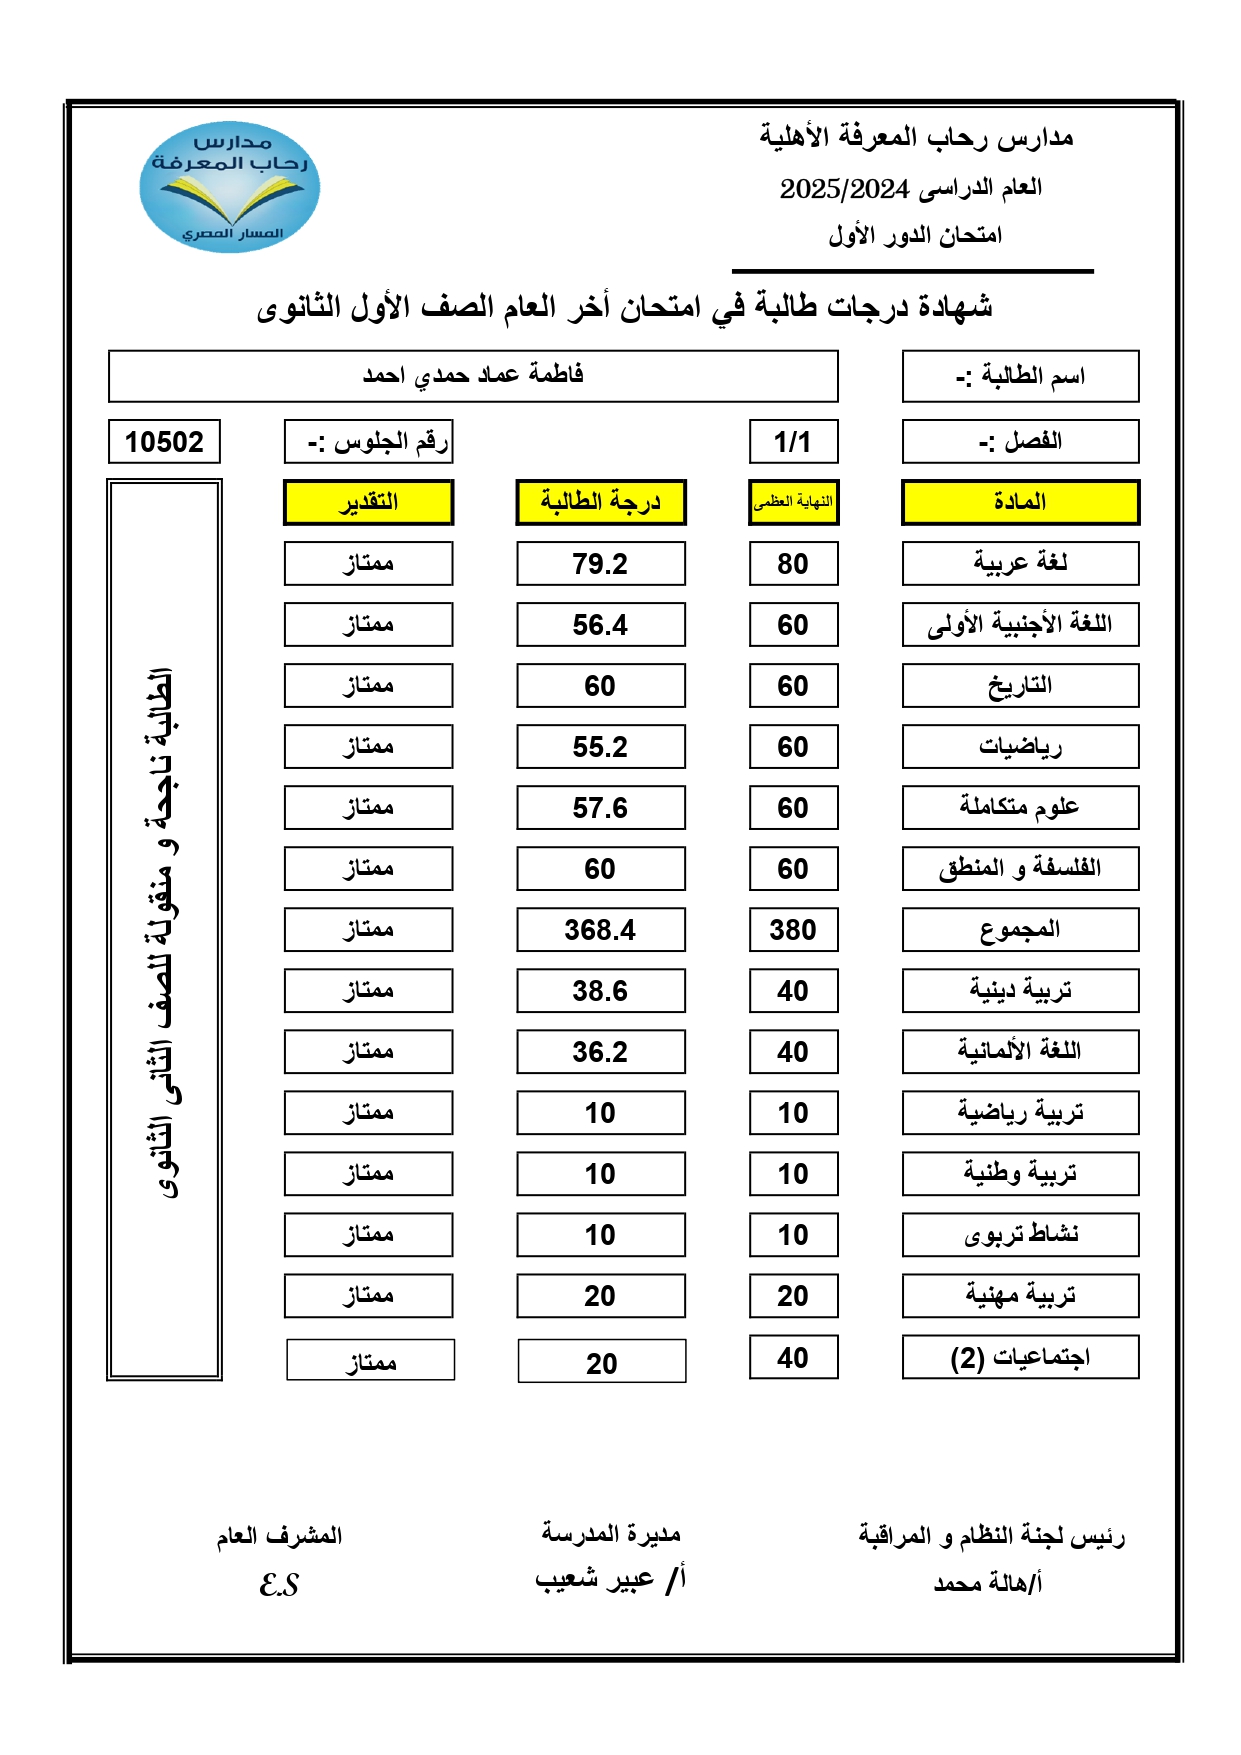 مدارس رحاب المعرفة الأهلية
العام الدراسى 2025/2024
امتحان الدور الأول
مدارس
رحاب المعرفة
المسار المصري
شهادة درجات طالبة في امتحان أخر العام الصف الأول الثانوى
اسم الطالبة :- فاطمة عماد حمدي احمد
الفصل :- 1/1 رقم الجلوس :- 10502
المادة النهاية العظمى درجة الطالبة التقدير
لغة عربية 80 79.2 ممتاز
اللغة الأجنبية الأولى 60 56.4 ممتاز
التاريخ 60 60 ممتاز
رياضيات 60 55.2 ممتاز
علوم متكاملة 60 57.6 ممتاز
الفلسفة و المنطق 60 60 ممتاز
المجموع 380 368.4 ممتاز
تربية دينية 40 38.6 ممتاز
اللغة الألمانية 40 36.2 ممتاز
تربية رياضية 10 10 ممتاز
تربية وطنية 10 10 ممتاز
نشاط تربوى 10 10 ممتاز
تربية مهنية 20 20 ممتاز
اجتماعيات (2) 40 20 ممتاز
الطالبة ناجحة و منقولة للصف الثانى الثانوى
رئيس لجنة النظام و المراقبة مديرة المدرسة المشرف العام
أ/هالة محمد أ/ عبير شعيب E.S